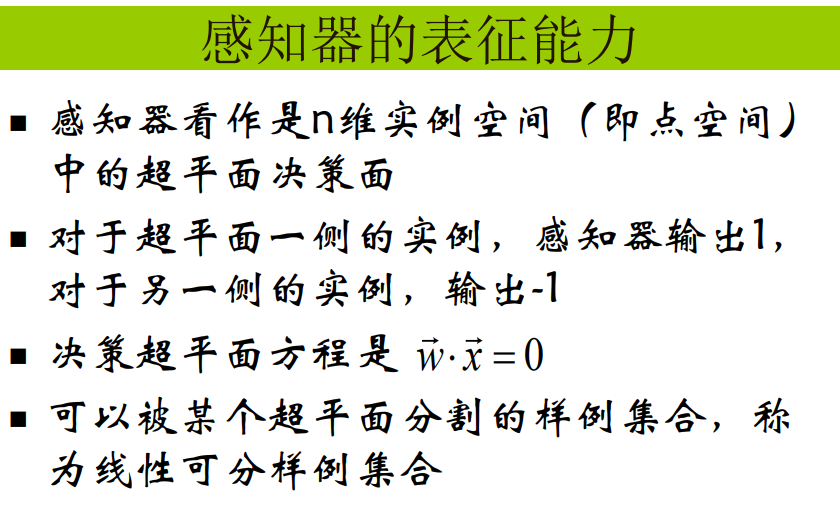 感知器的表征能力
■ 感知器看作是n维实例空间（即点空间）
中的超平面决策面
■ 对于超平面一侧的实例，感知器输出1，
对于另一侧的实例，输出-1
■ 决策超平面方程是 $\vec{w}\cdot\vec{x}=0$
■ 可以被某个超平面分割的样例集合，称
为线性可分样例集合